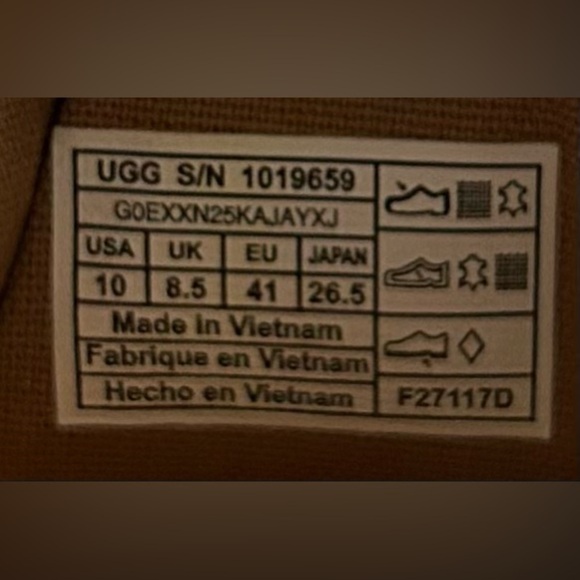 UGG S/N 1019659
G0EXXN25KAJAYXJ
USA UK EU JAPAN
10 8.5 41 26.5
Made in Vietnam
Fabrique en Vietnam
Hecho en Vietnam
F27117D